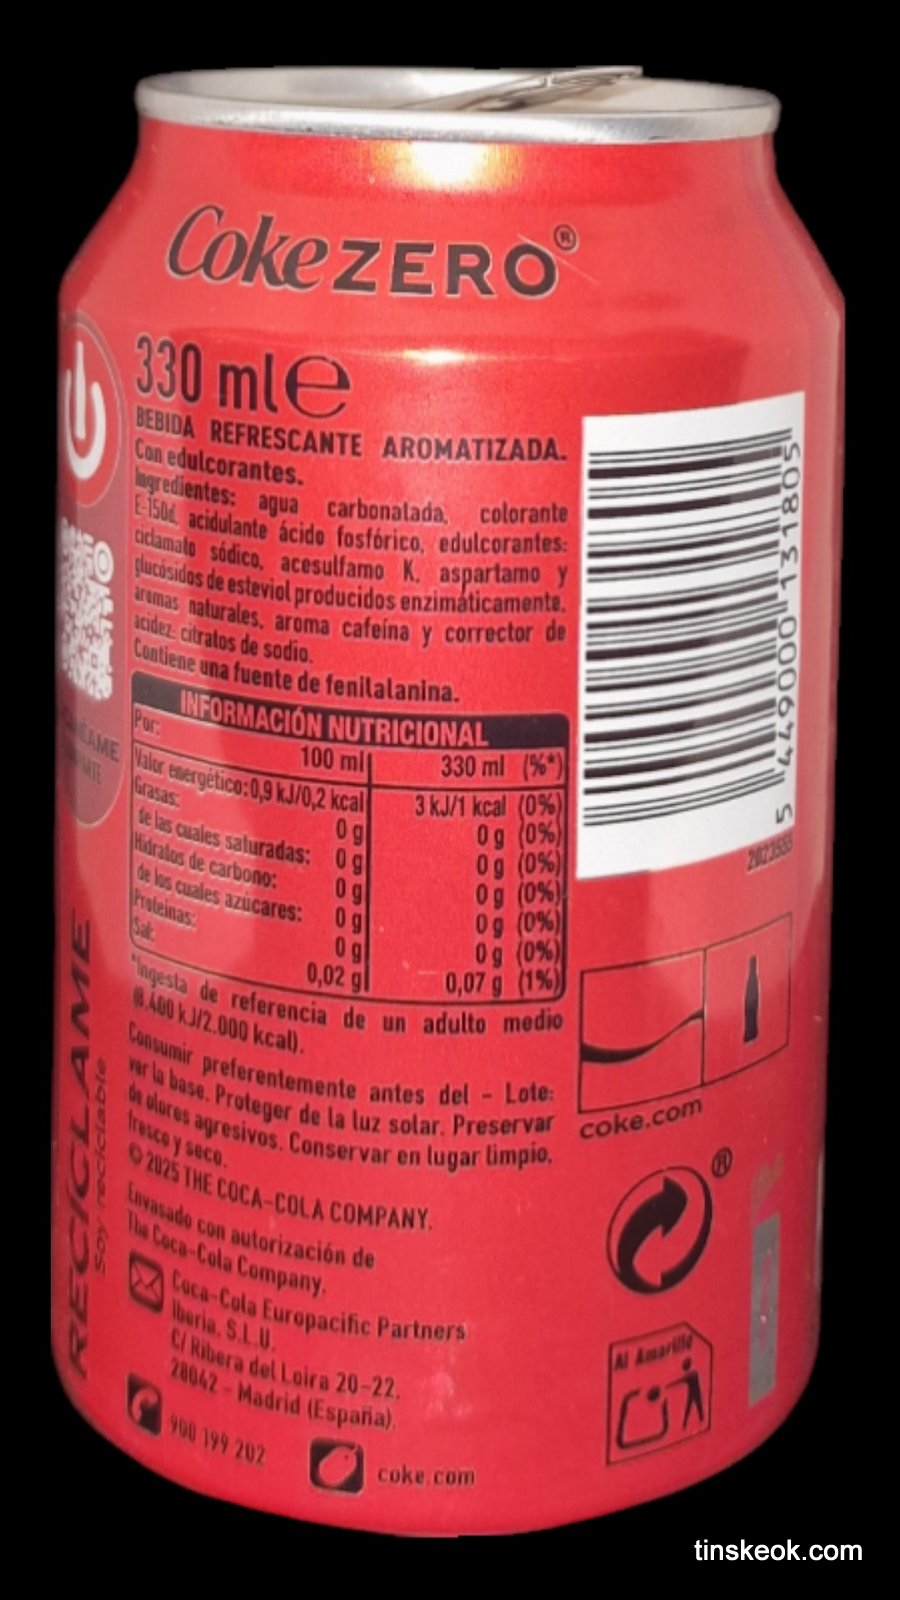 Coke ZERO®
330 ml ℮
BEBIDA REFRESCANTE AROMATIZADA.
Con edulcorantes.
Ingredientes: agua carbonatada, colorante
E-150d, acidulante ácido fosfórico, edulcorantes:
ciclamato sódico, acesulfamo K, aspartamo y
glucósidos de esteviol producidos enzimáticamente,
aromas naturales, aroma cafeína y corrector de
acidez: citratos de sodio.
Contiene una fuente de fenilalanina.
INFORMACIÓN NUTRICIONAL
Por: 100 ml 330 ml (%*)
Valor energético: 0,9 kJ/0,2 kcal 3 kJ/1 kcal (0%)
Grasas: 0 g 0 g (0%)
de las cuales saturadas: 0 g 0 g (0%)
Hidratos de carbono: 0 g 0 g (0%)
de los cuales azúcares: 0 g 0 g (0%)
Proteínas: 0 g 0 g (0%)
Sal: 0,02 g 0,07 g (1%)
*Ingesta de referencia de un adulto medio
(8.400 kJ/2.000 kcal).
Consumir preferentemente antes del - Lote:
ver la base. Proteger de la luz solar. Preservar
de olores agresivos. Conservar en lugar limpio,
fresco y seco.
© 2025 THE COCA-COLA COMPANY.
Envasado con autorización de
The Coca-Cola Company,
Coca-Cola Europacific Partners
Iberia, S.L.U.
C/ Ribera del Loira 20-22,
28042 - Madrid (España).
900 199 202
coke.com
RECÍCLAME
Soy reciclable
5 449000 131805
coke.com
®
Al Amarillo
tinskeok.com